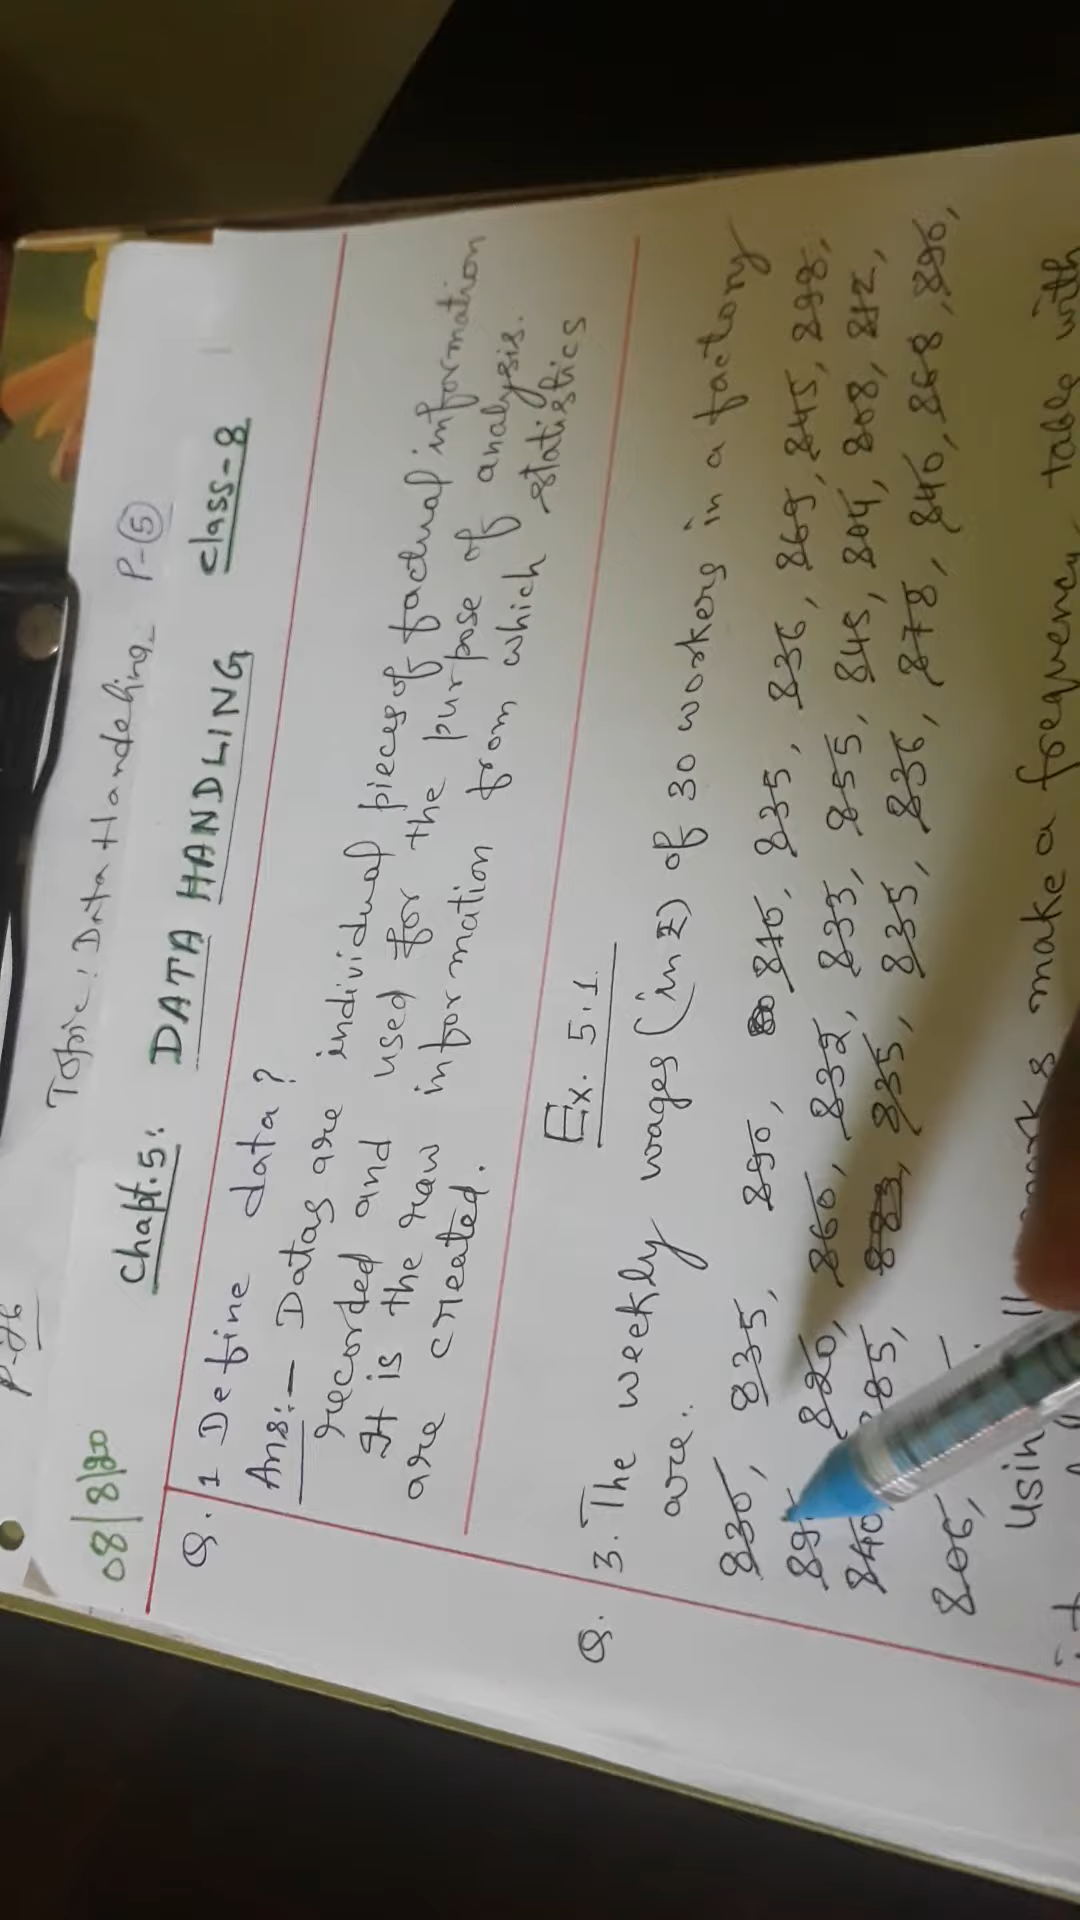 P-26
Topic: Data Handeling P-5
08/8/200
Chapt. 5: DATA HANDLING class-8
Q. 1 Define data?
Ans:- Datas are individual pieces of factual information
recorded and used for the purpose of analysis.
It is the raw information from which statistics
are created.
Ex. 5.1
Q. 3. The weekly wages (in ₹) of 30 workers in a factory
are.
830, 835, 890, 810, 835, 836, 869, 845, 898,
820, 860, 832, 833, 855, 845, 804, 808, 812,
840, 885, 835, 835, 836, 878, 840, 868, 890,
806,
using make a frequency table with